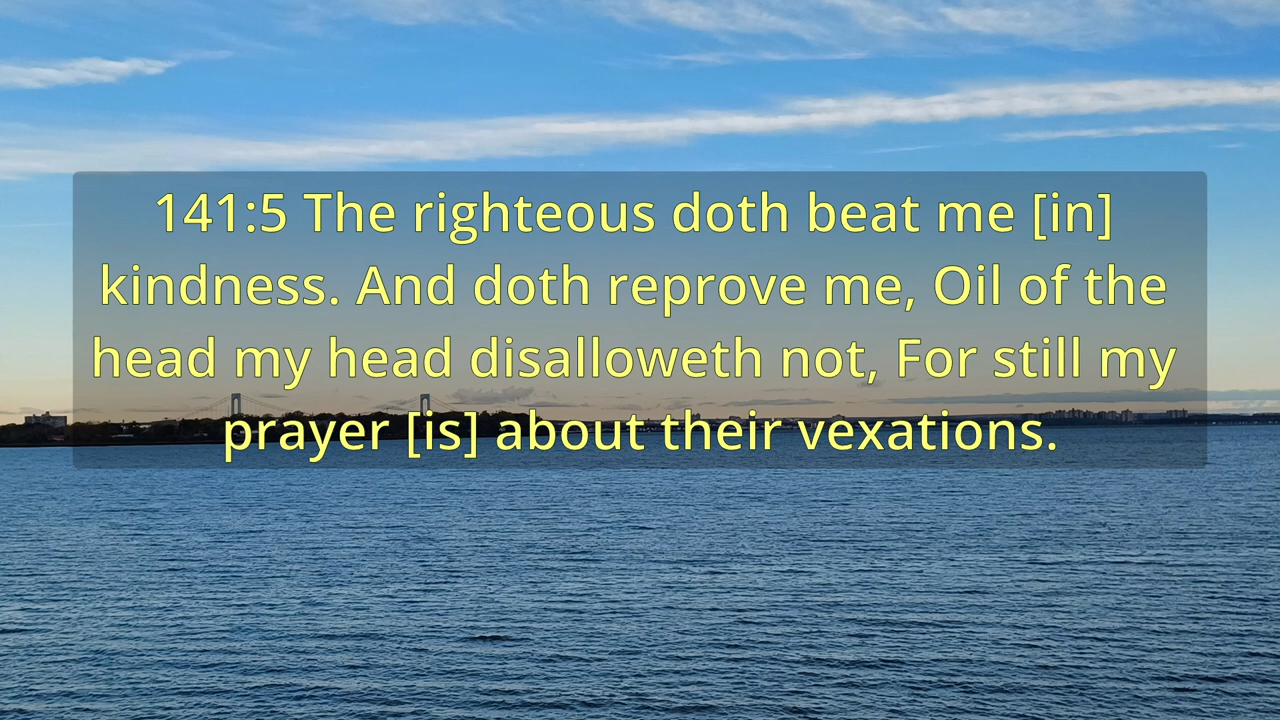 141:5 The righteous doth beat me [in]
kindness. And doth reprove me, Oil of the
head my head disalloweth not, For still my
prayer [is] about their vexations.